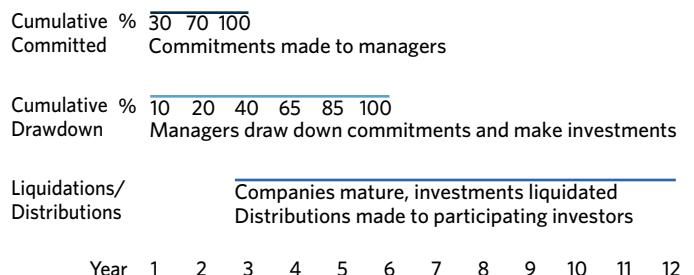 Cumulative % 30 70 100
Committed Commitments made to managers
Cumulative % 10 20 40 65 85 100
Drawdown Managers draw down commitments and make investments
Liquidations/ Companies mature, investments liquidated
Distributions Distributions made to participating investors
Year 1 2 3 4 5 6 7 8 9 10 11 12